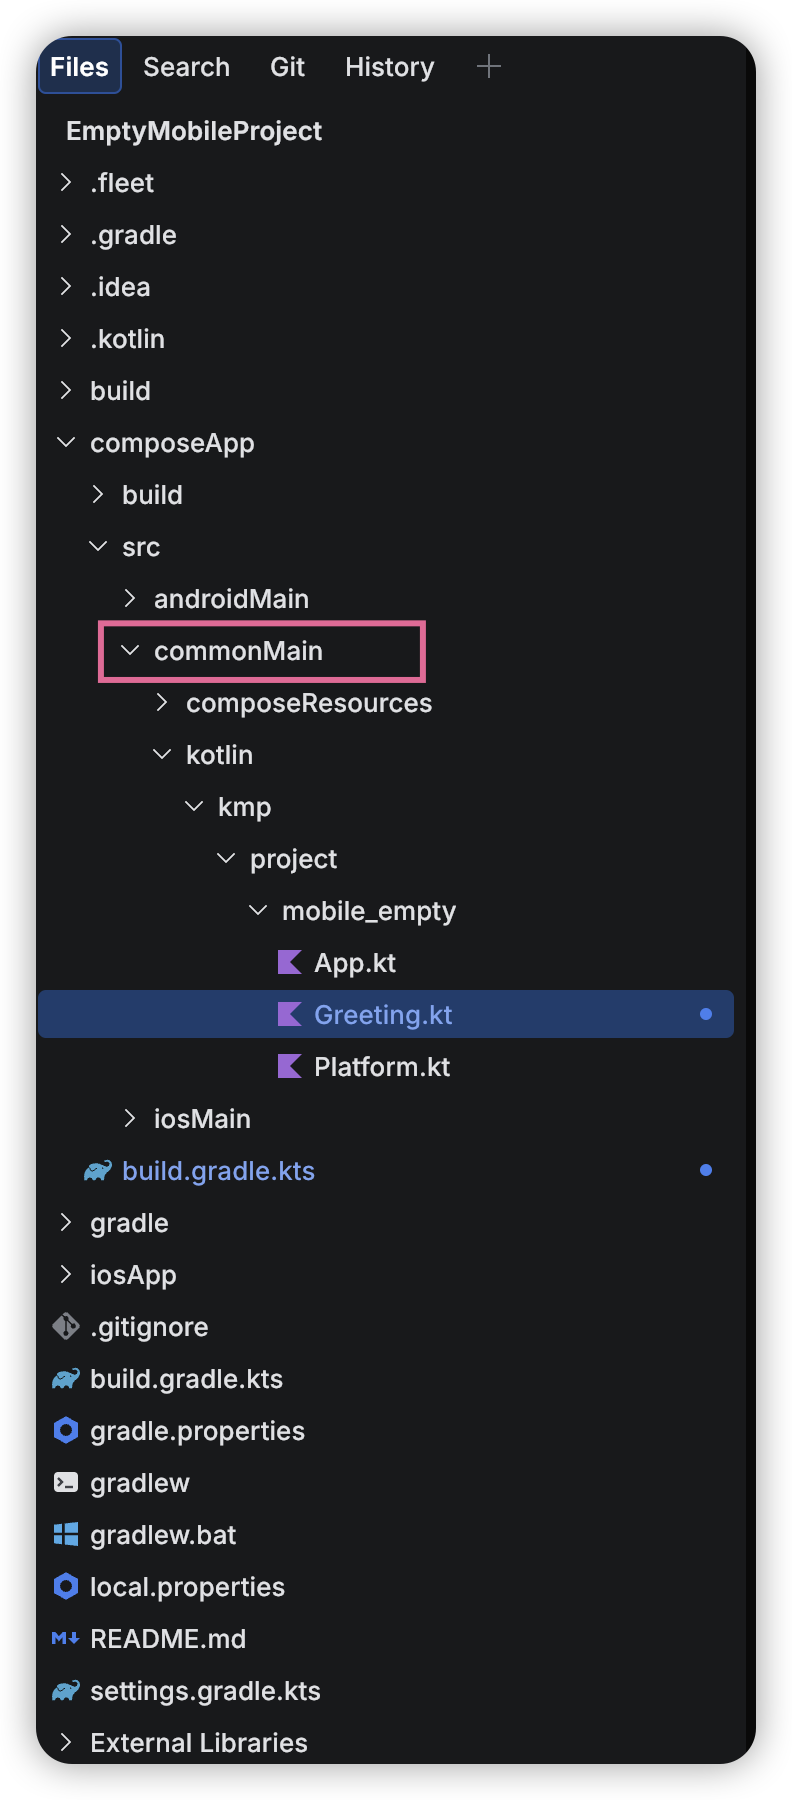 Files Search Git History
EmptyMobileProject
.fleet
.gradle
.idea
.kotlin
build
composeApp
build
src
androidMain
commonMain
composeResources
kotlin
kmp
project
mobile_empty
App.kt
Greeting.kt
Platform.kt
iosMain
build.gradle.kts
gradle
iosApp
.gitignore
build.gradle.kts
gradle.properties
gradlew
gradlew.bat
local.properties
README.md
settings.gradle.kts
External Libraries